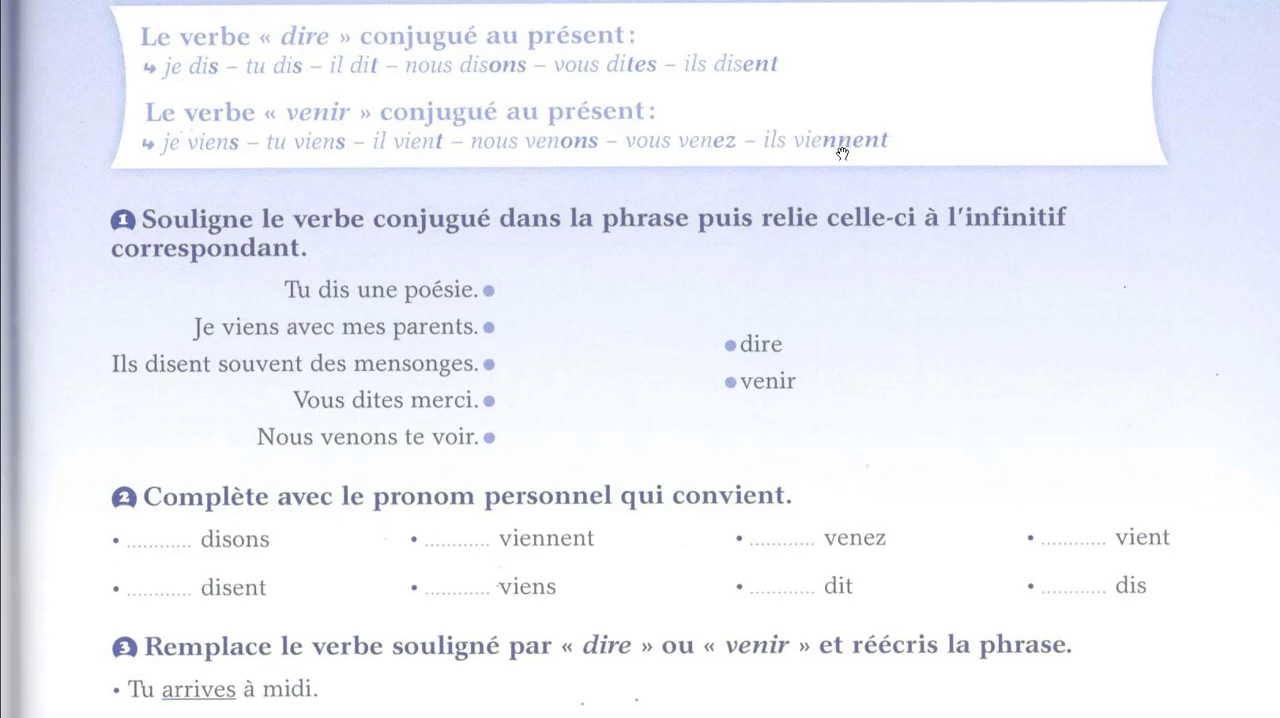 Le verbe « dire » conjugué au présent :
↪ je dis – tu dis – il dit – nous disons – vous dites – ils disent
Le verbe « venir » conjugué au présent :
↪ je viens – tu viens – il vient – nous venons – vous venez – ils viennent
1 Souligne le verbe conjugué dans la phrase puis relie celle-ci à l'infinitif
correspondant.
Tu dis une poésie. •
Je viens avec mes parents. •
• dire
Ils disent souvent des mensonges. •
• venir
Vous dites merci. •
Nous venons te voir. •
2 Complète avec le pronom personnel qui convient.
• ............ disons • ............ viennent • ............ venez • ............ vient
• ............ disent • ............ viens • ............ dit • ............ dis
3 Remplace le verbe souligné par « dire » ou « venir » et réécris la phrase.
• Tu arrives à midi.